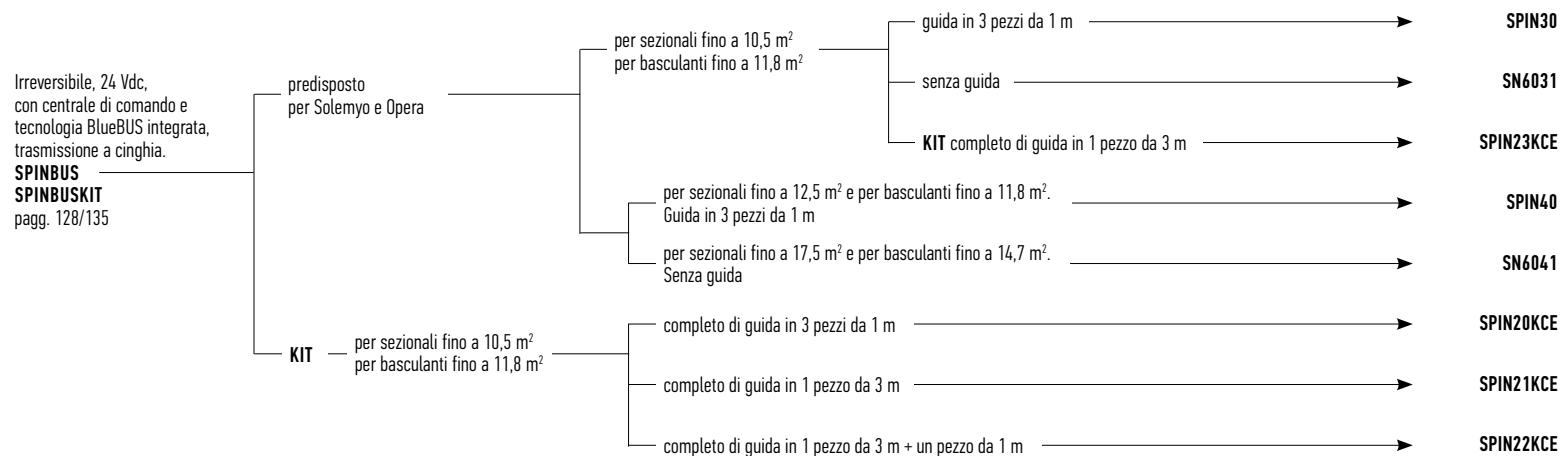 Irreversibile, 24 Vdc,
con centrale di comando e
tecnologia BlueBUS integrata,
trasmissione a cinghia.
SPINBUS
SPINBUSKIT
pagg. 128/135
predisposto
per Solemyo e Opera
per sezionali fino a 10,5 m²
per basculanti fino a 11,8 m²
guida in 3 pezzi da 1 m
SPIN30
senza guida
SN6031
KIT completo di guida in 1 pezzo da 3 m
SPIN23KCE
per sezionali fino a 12,5 m² e per basculanti fino a 11,8 m².
Guida in 3 pezzi da 1 m
SPIN40
per sezionali fino a 17,5 m² e per basculanti fino a 14,7 m².
Senza guida
SN6041
KIT
per sezionali fino a 10,5 m²
per basculanti fino a 11,8 m²
completo di guida in 3 pezzi da 1 m
SPIN20KCE
completo di guida in 1 pezzo da 3 m
SPIN21KCE
completo di guida in 1 pezzo da 3 m + un pezzo da 1 m
SPIN22KCE